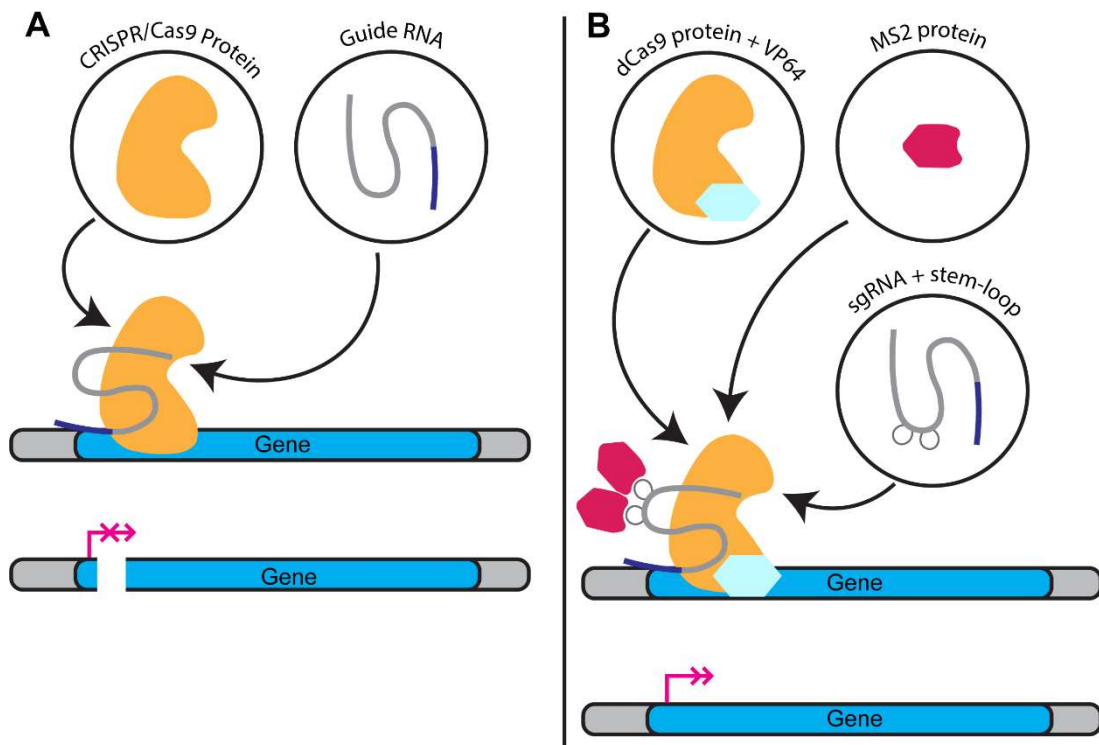 A
CRISPR/Cas9 Protein
Guide RNA
Gene
Gene
B
dCas9 protein + VP64
MS2 protein
sgRNA + stem-loop
Gene
Gene